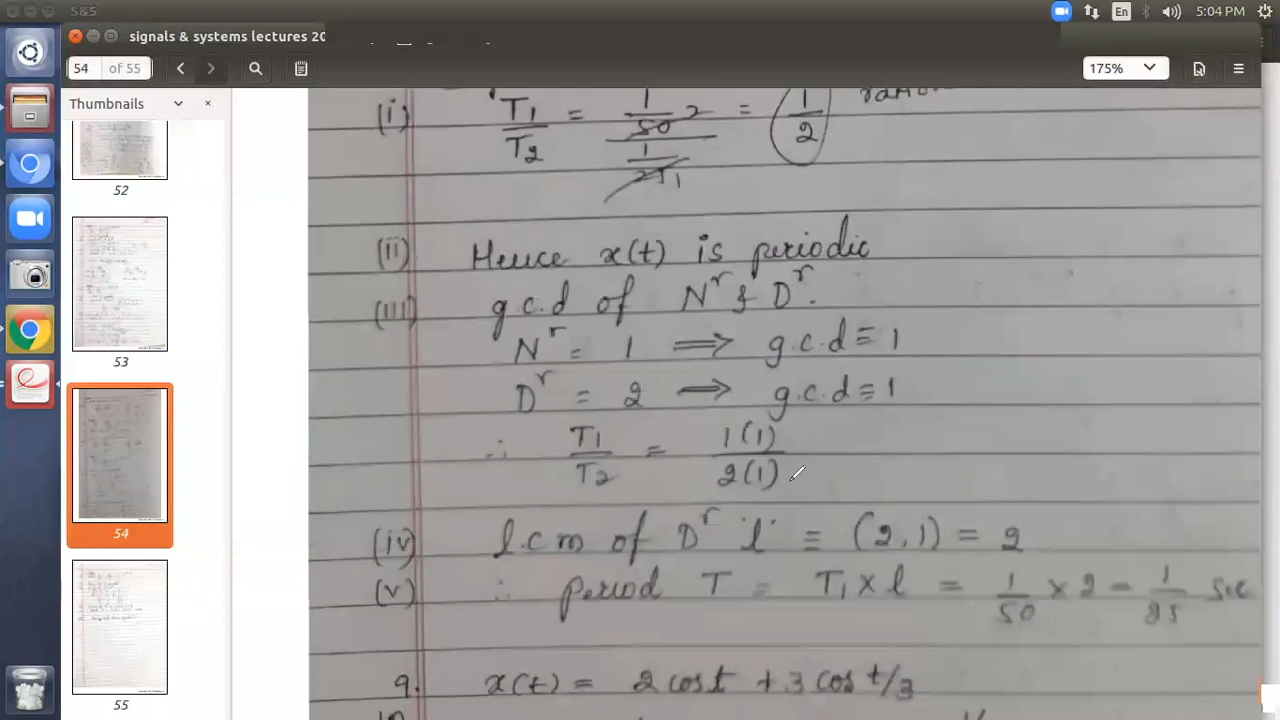 S&S
En
5:04 PM
signals & systems lectures 20
54 of 55
175%
Thumbnails
52
53
54
55
(i) T1/T2 = 1/50 2 / 1/ = 1/2
(ii) Hence x(t) is periodic
(iii) g.c.d of Nr & Dr.
Nr = 1 ⟹ g.c.d = 1
Dr = 2 ⟹ g.c.d = 1
∴ T1/T2 = 1(1)/2(1)
(iv) l.c.m of Dr 'l' = (2,1) = 2
(v) ∴ period T = T1 × l = 1/50 × 2 = 1/25 sec
9. x(t) = 2 cost + 3 cos t/3